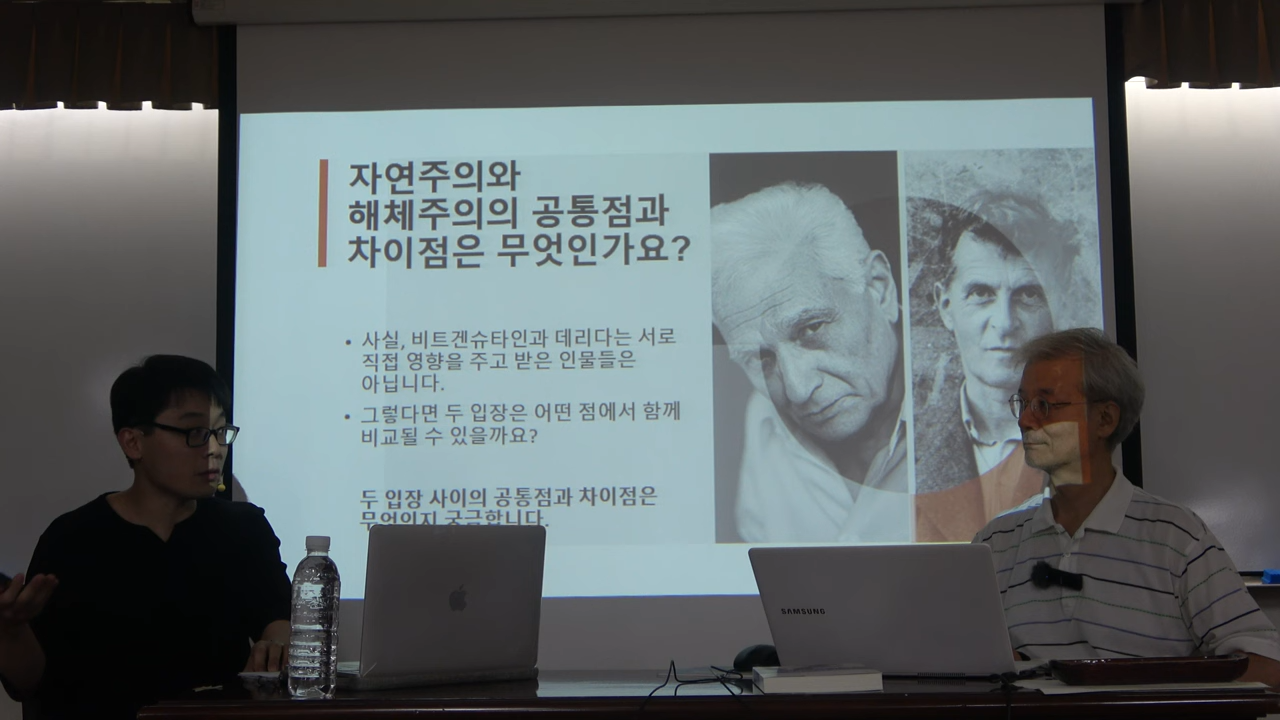 자연주의와
해체주의의 공통점과
차이점은 무엇인가요?
• 사실, 비트겐슈타인과 데리다는 서로
직접 영향을 주고 받은 인물들은
아닙니다.
• 그렇다면 두 입장은 어떤 점에서 함께
비교될 수 있을까요?
두 입장 사이의 공통점과 차이점은
무엇인지 궁금합니다.
SAMSUNG